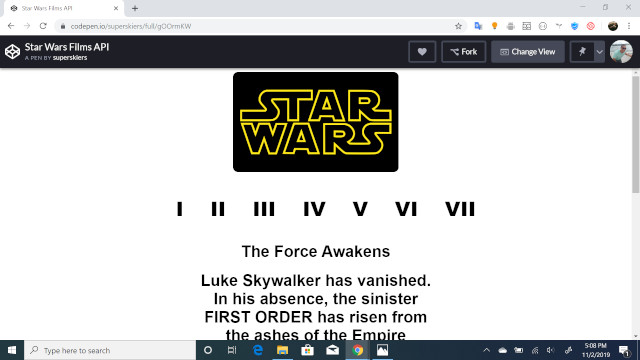 Star Wars Films API
codepen.io/superskiers/full/gOOrmKW
Star Wars Films API
A PEN BY superskiers
Fork
Change View
STAR
WARS
I II III IV V VI VII
The Force Awakens
Luke Skywalker has vanished.
In his absence, the sinister
FIRST ORDER has risen from
the ashes of the Empire
Type here to search
5:08 PM
11/2/2019